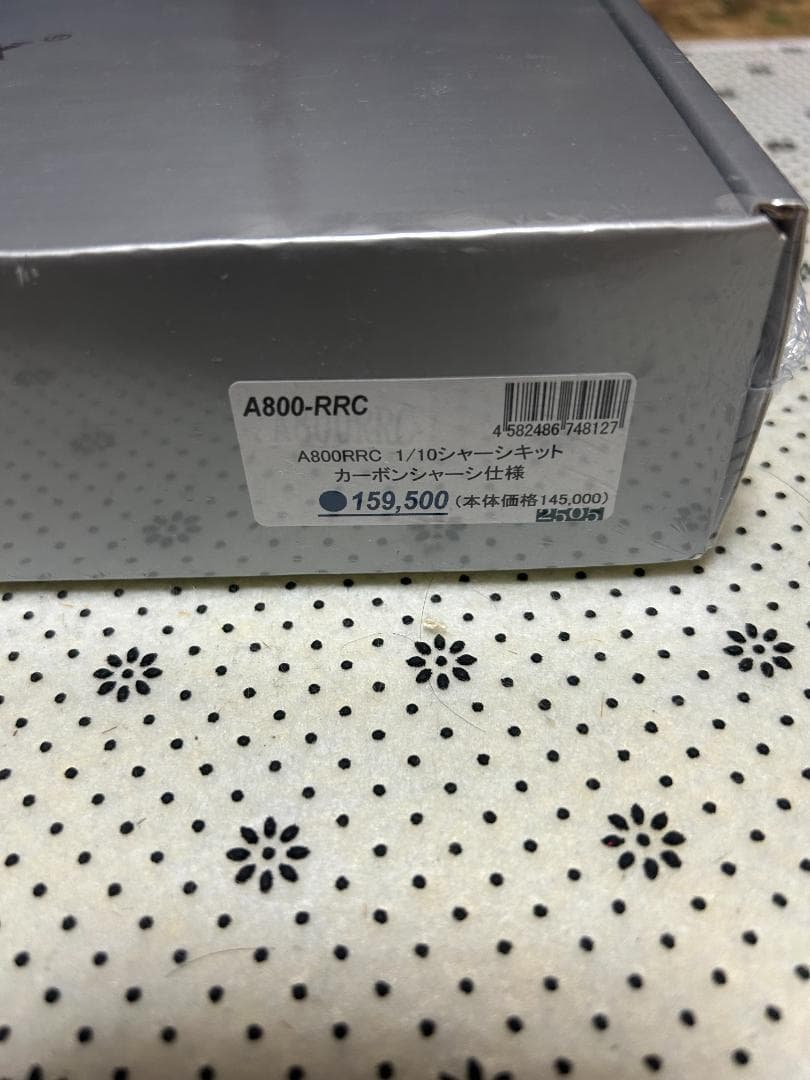 A800-RRC
4 582486 748127
A800RRC 1/10シャーシキット
カーボンシャーシ仕様
●159,500(本体価格145,000)
2505